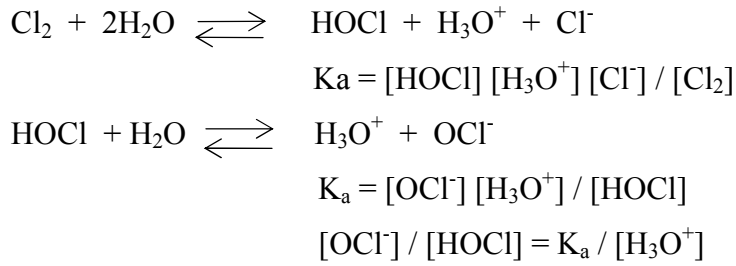 Cl₂ + 2H₂O ⇌ HOCl + H₃O⁺ + Cl⁻
Ka = [HOCl] [H₃O⁺] [Cl⁻] / [Cl₂]
HOCl + H₂O ⇌ H₃O⁺ + OCl⁻
Kₐ = [OCl⁻] [H₃O⁺] / [HOCl]
[OCl⁻] / [HOCl] = Kₐ / [H₃O⁺]